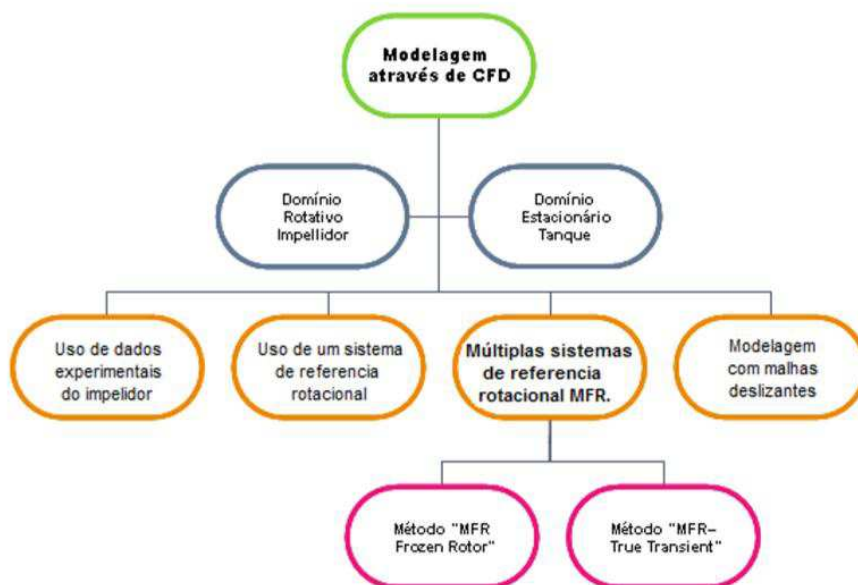 Modelagem
através de CFD
Domínio
Rotativo
Impellidor
Domínio
Estacionário
Tanque
Uso de dados
experimentais
do impelidor
Uso de um sistema
de referencia
rotacional
Múltiplas sistemas
de referencia
rotacional MFR.
Modelagem
com malhas
deslizantes
Método "MFR
Frozen Rotor"
Método "MFR–
True Transient"